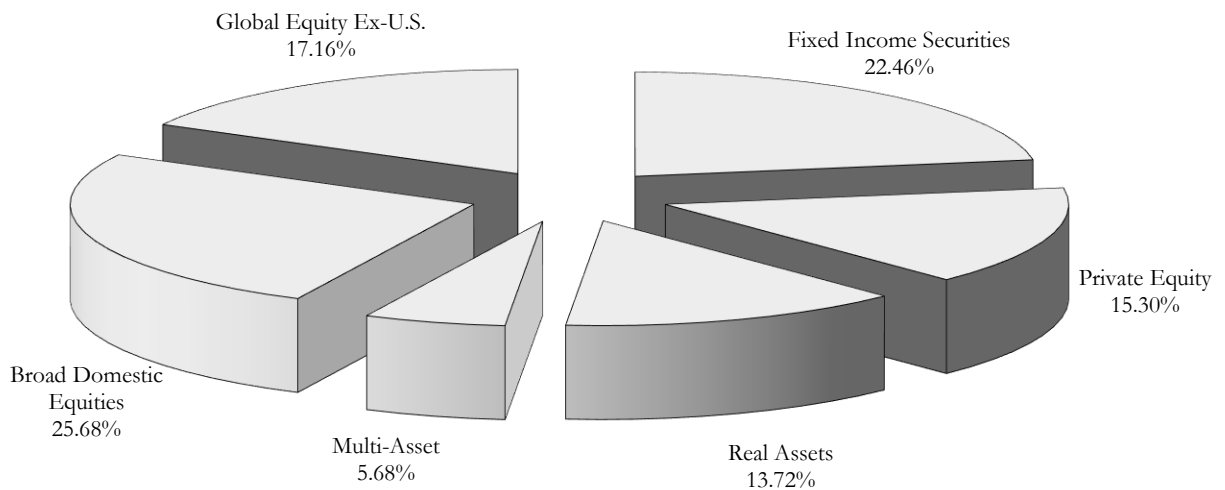 Global Equity Ex-U.S.
17.16%
Fixed Income Securities
22.46%
Private Equity
15.30%
Broad Domestic
Equities
25.68%
Multi-Asset
5.68%
Real Assets
13.72%